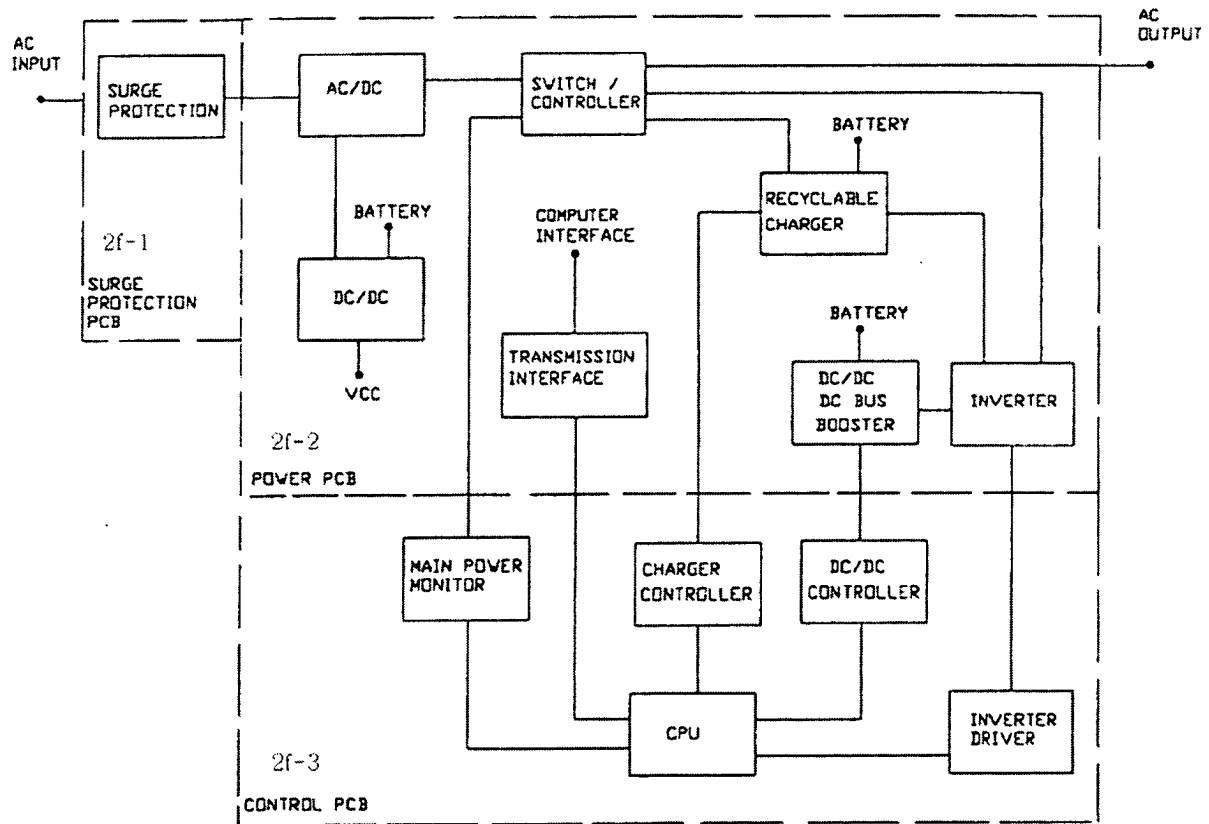 AC
INPUT
AC
OUTPUT
SURGE
PROTECTION
AC/DC
SWITCH /
CONTROLLER
BATTERY
RECYCLABLE
CHARGER
BATTERY
COMPUTER
INTERFACE
2f-1
SURGE
PROTECTION
PCB
DC/DC
VCC
TRANSMISSION
INTERFACE
BATTERY
DC/DC
DC BUS
BOOSTER
INVERTER
2f-2
POWER PCB
MAIN POWER
MONITOR
CHARGER
CONTROLLER
DC/DC
CONTROLLER
CPU
INVERTER
DRIVER
2f-3
CONTROL PCB